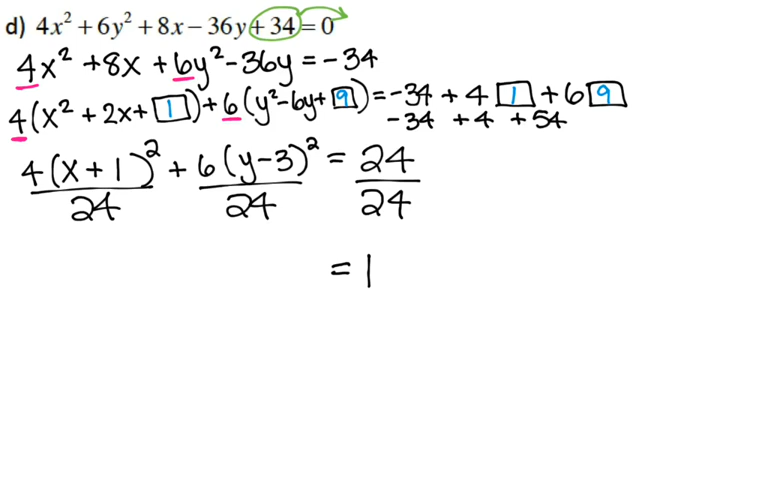 d) 4x² + 6y² + 8x − 36y + 34 = 0
4x² + 8x + 6y² − 36y = −34
4(x² + 2x + 1) + 6(y² − 6y + 9) = −34 + 4 1 + 6 9
−34 + 4 + 54
4(x + 1)²/24 + 6(y − 3)²/24 = 24/24
= 1